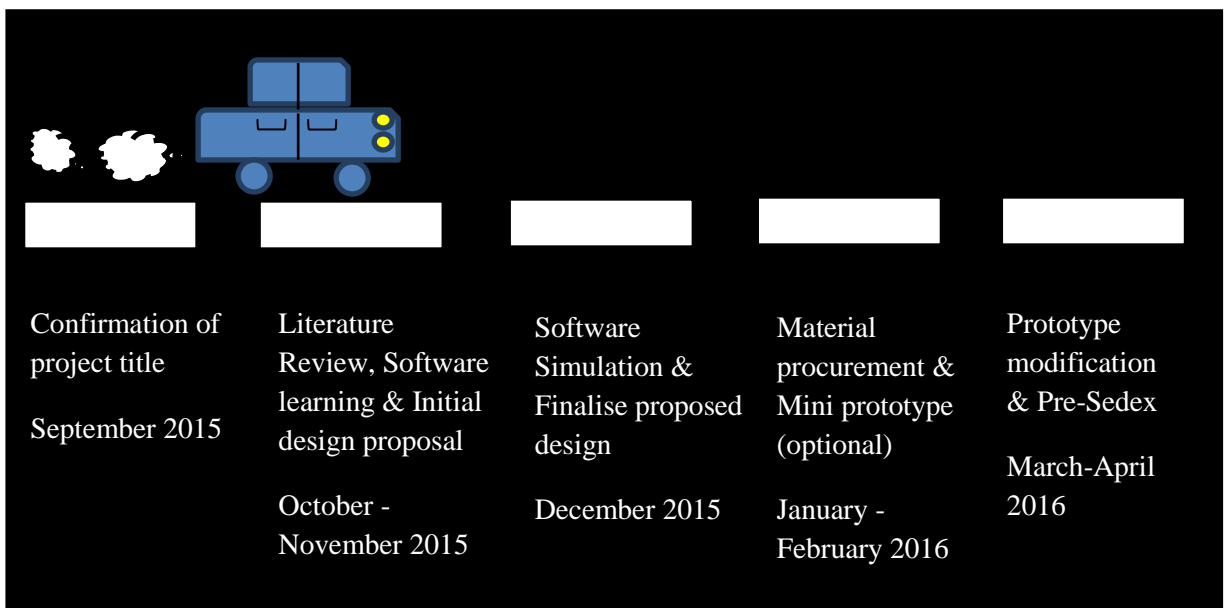 Confirmation of
project title
September 2015
Literature
Review, Software
learning & Initial
design proposal
October -
November 2015
Software
Simulation &
Finalise proposed
design
December 2015
Material
procurement &
Mini prototype
(optional)
January -
February 2016
Prototype
modification
& Pre-Sedex
March-April
2016